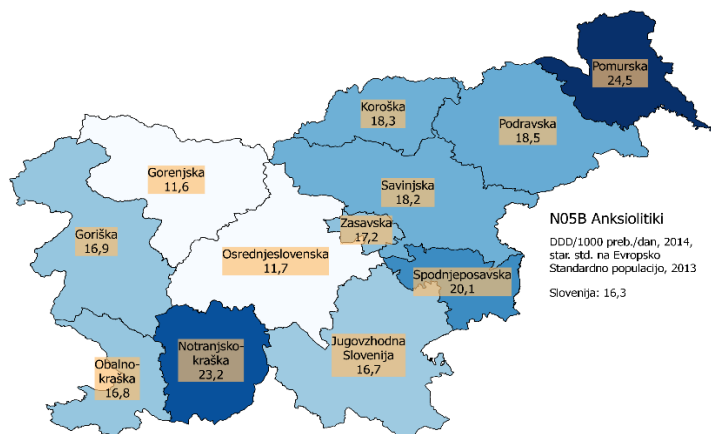 Pomurska
24,5
Koroška
18,3
Podravska
18,5
Gorenjska
11,6
Savinjska
18,2
Zasavska
17,2
Goriška
16,9
Osrednjeslovenska
11,7
Spodnjeposavska
20,1
Notranjsko-
kraška
23,2
Jugovzhodna
Slovenija
16,7
Obalno-
kraška
16,8
N05B Anksiolitiki
DDD/1000 preb./dan, 2014,
star. std. na Evropsko
Standardno populacijo, 2013
Slovenija: 16,3